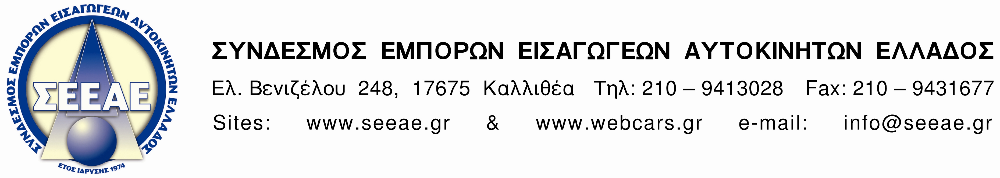 ΣΥΝΔΕΣΜΟΣ ΕΜΠΟΡΩΝ ΕΙΣΑΓΩΓΕΩΝ ΑΥΤΟΚΙΝΗΤΩΝ ΕΛΛΑΔΟΣ
ΣΕΕΑΕ
ΕΤΟΣ ΙΔΡΥΣΗΣ 1974
ΣΥΝΔΕΣΜΟΣ ΕΜΠΟΡΩΝ ΕΙΣΑΓΩΓΕΩΝ ΑΥΤΟΚΙΝΗΤΩΝ ΕΛΛΑΔΟΣ
Ελ. Βενιζέλου 248, 17675 Καλλιθέα Τηλ: 210 – 9413028 Fax: 210 – 9431677
Sites: www.seeae.gr & www.webcars.gr e-mail: info@seeae.gr